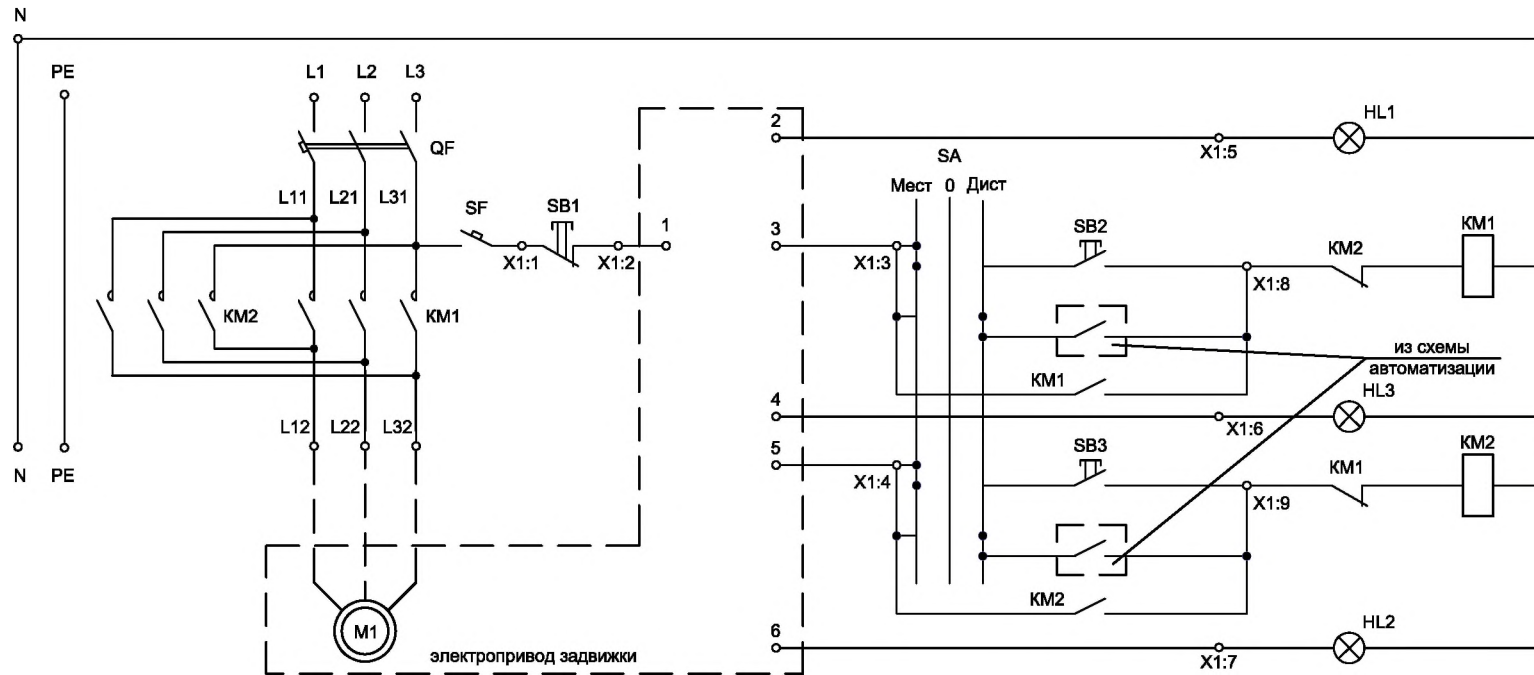 N
PE
L1 L2 L3
QF
L11 L21 L31
SF
SB1
X1:1
X1:2
1
KM2
KM1
L12 L22 L32
N PE
M1
электропривод задвижки
2
X1:5
HL1
SA
Мест 0 Дист
3
X1:3
SB2
X1:8
KM2
KM1
из схемы
автоматизации
KM1
4
X1:6
HL3
5
X1:4
SB3
X1:9
KM1
KM2
KM2
6
X1:7
HL2